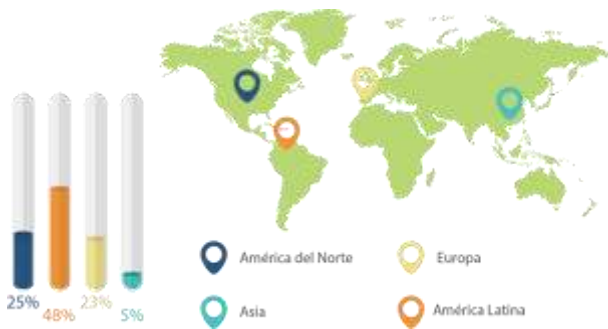 25%
48%
23%
5%
América del Norte
Europa
Asia
América Latina